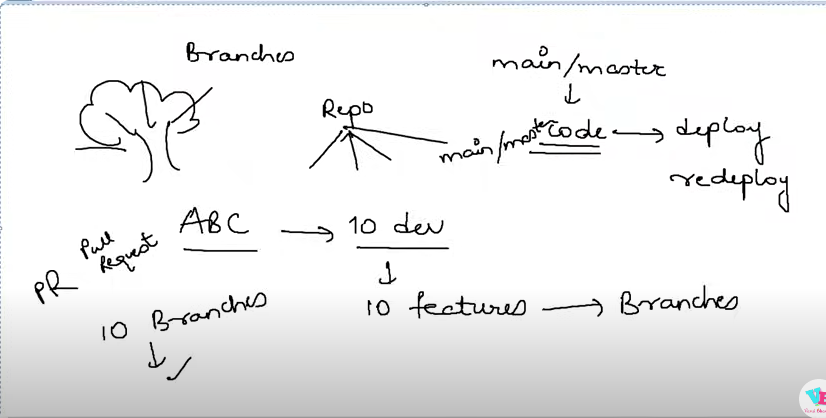 Branches
main/master
Repo
main/master code → deploy
redeploy
Pull Request
ABC → 10 dev
PR
10 features → Branches
10 Branches